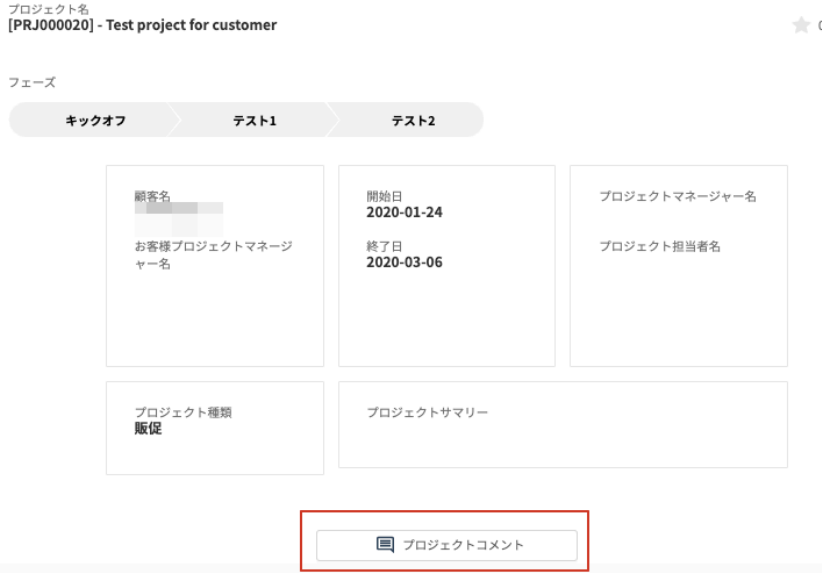 プロジェクト名
[PRJ000020] - Test project for customer
フェーズ
キックオフ
テスト1
テスト2
顧客名
お客様プロジェクトマネージ
ャー名
開始日
2020-01-24
終了日
2020-03-06
プロジェクトマネージャー名
プロジェクト担当者名
プロジェクト種類
販促
プロジェクトサマリー
プロジェクトコメント